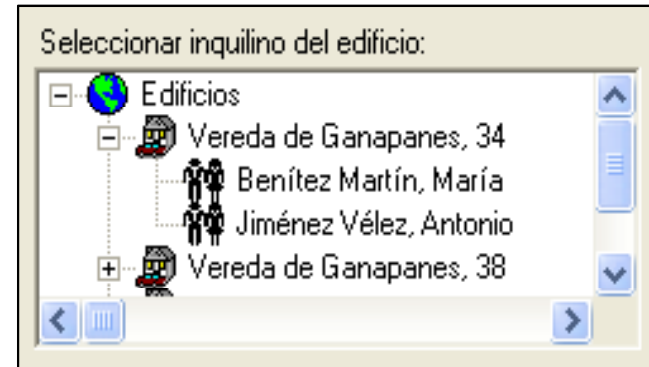 Seleccionar inquilino del edificio:
Edificios
Vereda de Ganapanes, 34
Benítez Martín, María
Jiménez Vélez, Antonio
Vereda de Ganapanes, 38